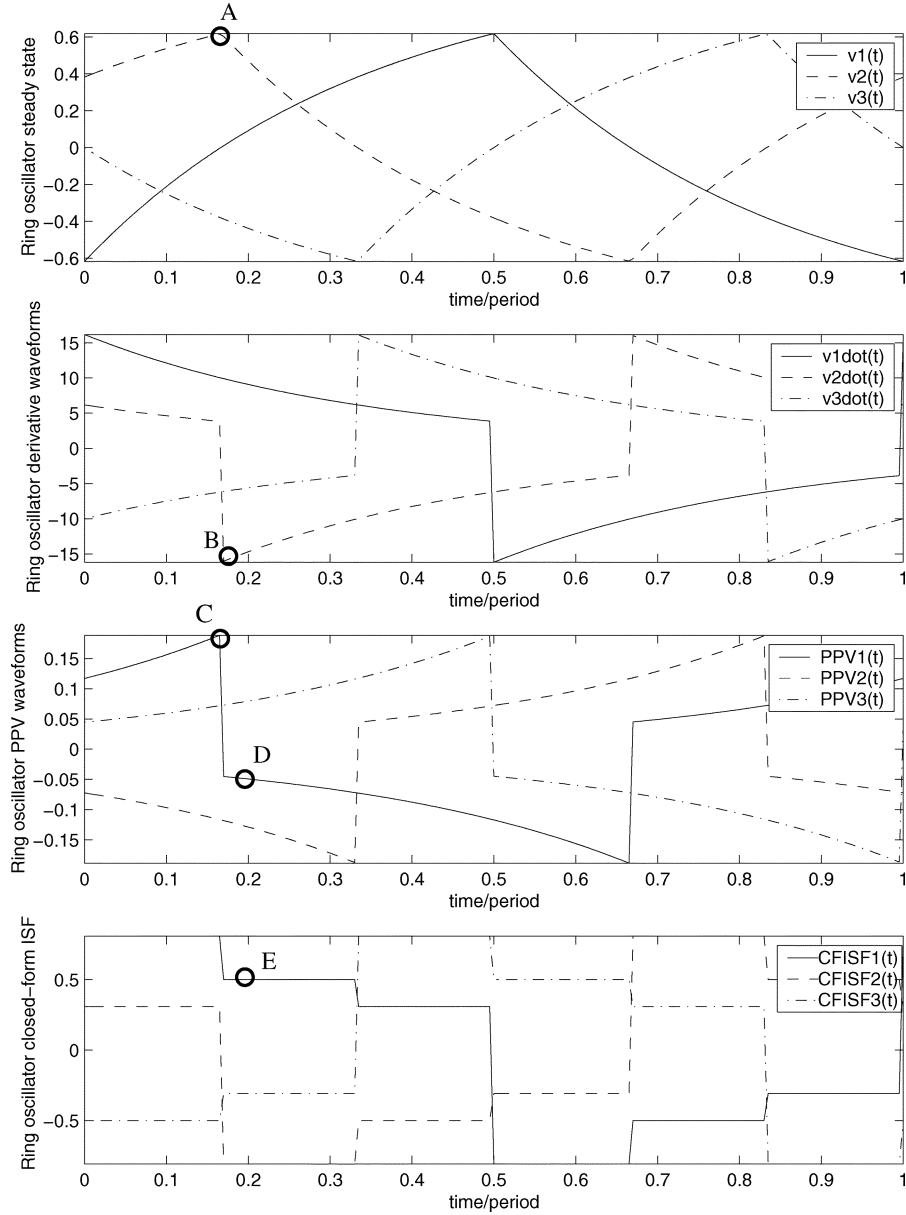 A
0.6
0.4
0.2
0
−0.2
−0.4
−0.6
Ring oscillator steady state
v1(t)
v2(t)
v3(t)
0 0.1 0.2 0.3 0.4 0.5 0.6 0.7 0.8 0.9 1
time/period
15
10
5
0
−5
−10
−15
Ring oscillator derivative waveforms
v1dot(t)
v2dot(t)
v3dot(t)
B
0 0.1 0.2 0.3 0.4 0.5 0.6 0.7 0.8 0.9 1
time/period
C
0.15
0.1
0.05
0
−0.05
−0.1
−0.15
Ring oscillator PPV waveforms
PPV1(t)
PPV2(t)
PPV3(t)
D
0 0.1 0.2 0.3 0.4 0.5 0.6 0.7 0.8 0.9 1
time/period
0.5
0
−0.5
Ring oscillator closed−form ISF
E
CFISF1(t)
CFISF2(t)
CFISF3(t)
0 0.1 0.2 0.3 0.4 0.5 0.6 0.7 0.8 0.9 1
time/period